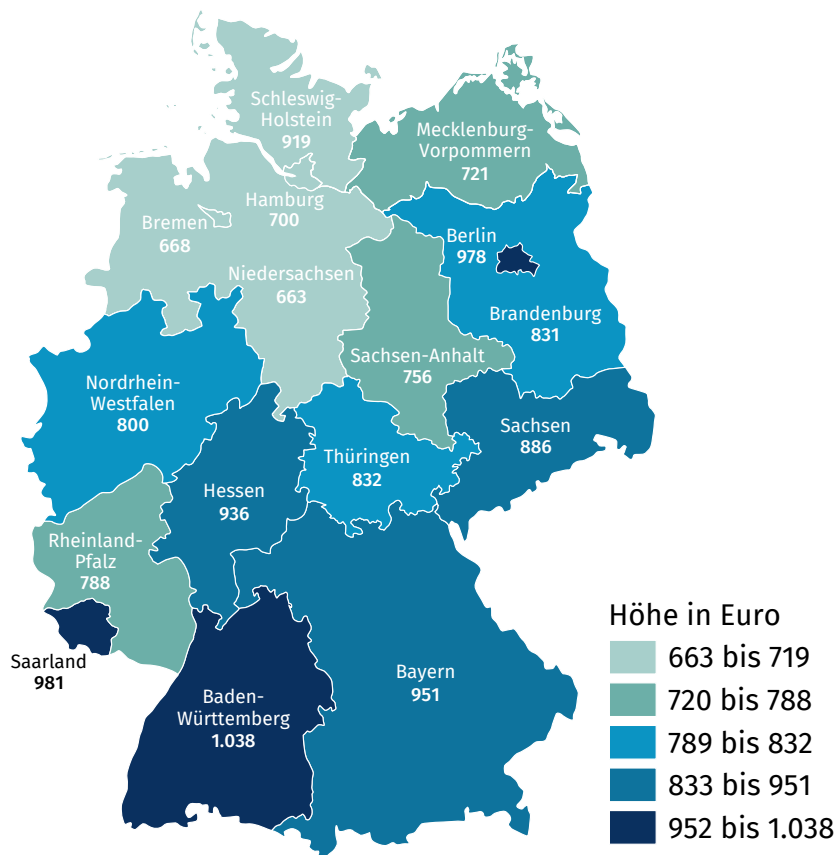 Schleswig-
Holstein
919
Mecklenburg-
Vorpommern
721
Hamburg
700
Bremen
668
Berlin
978
Niedersachsen
663
Brandenburg
831
Sachsen-Anhalt
756
Nordrhein-
Westfalen
800
Sachsen
886
Thüringen
832
Hessen
936
Rheinland-
Pfalz
788
Saarland
981
Bayern
951
Baden-
Württemberg
1.038
Höhe in Euro
663 bis 719
720 bis 788
789 bis 832
833 bis 951
952 bis 1.038